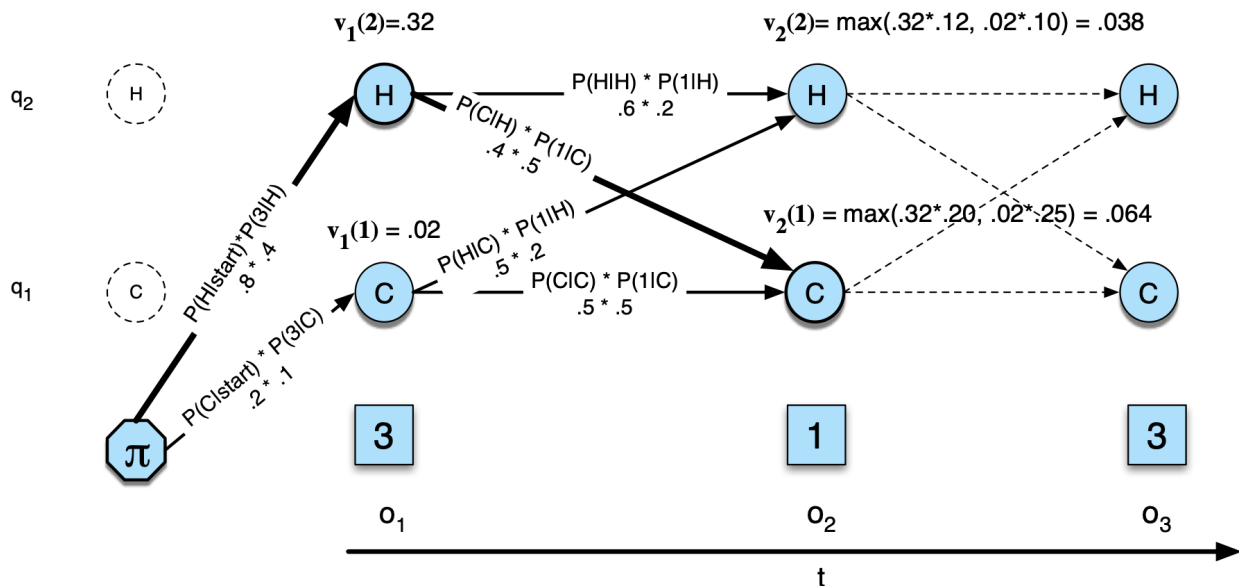 v₁(2)=.32
v₂(2)= max(.32*.12, .02*.10) = .038
q₂
H
H
P(H|H) * P(1|H)
.6 * .2
H
H
P(C|H) * P(1|C)
.4 * .5
P(H|start)*P(3|H)
.8 * .4
v₁(1) = .02
v₂(1) = max(.32*.20, .02*.25) = .064
P(H|C) * P(1|H)
.5 * .2
q₁
C
C
P(C|C) * P(1|C)
.5 * .5
C
C
P(C|start) * P(3|C)
.2 * .1
π
3
1
3
o₁
o₂
o₃
t